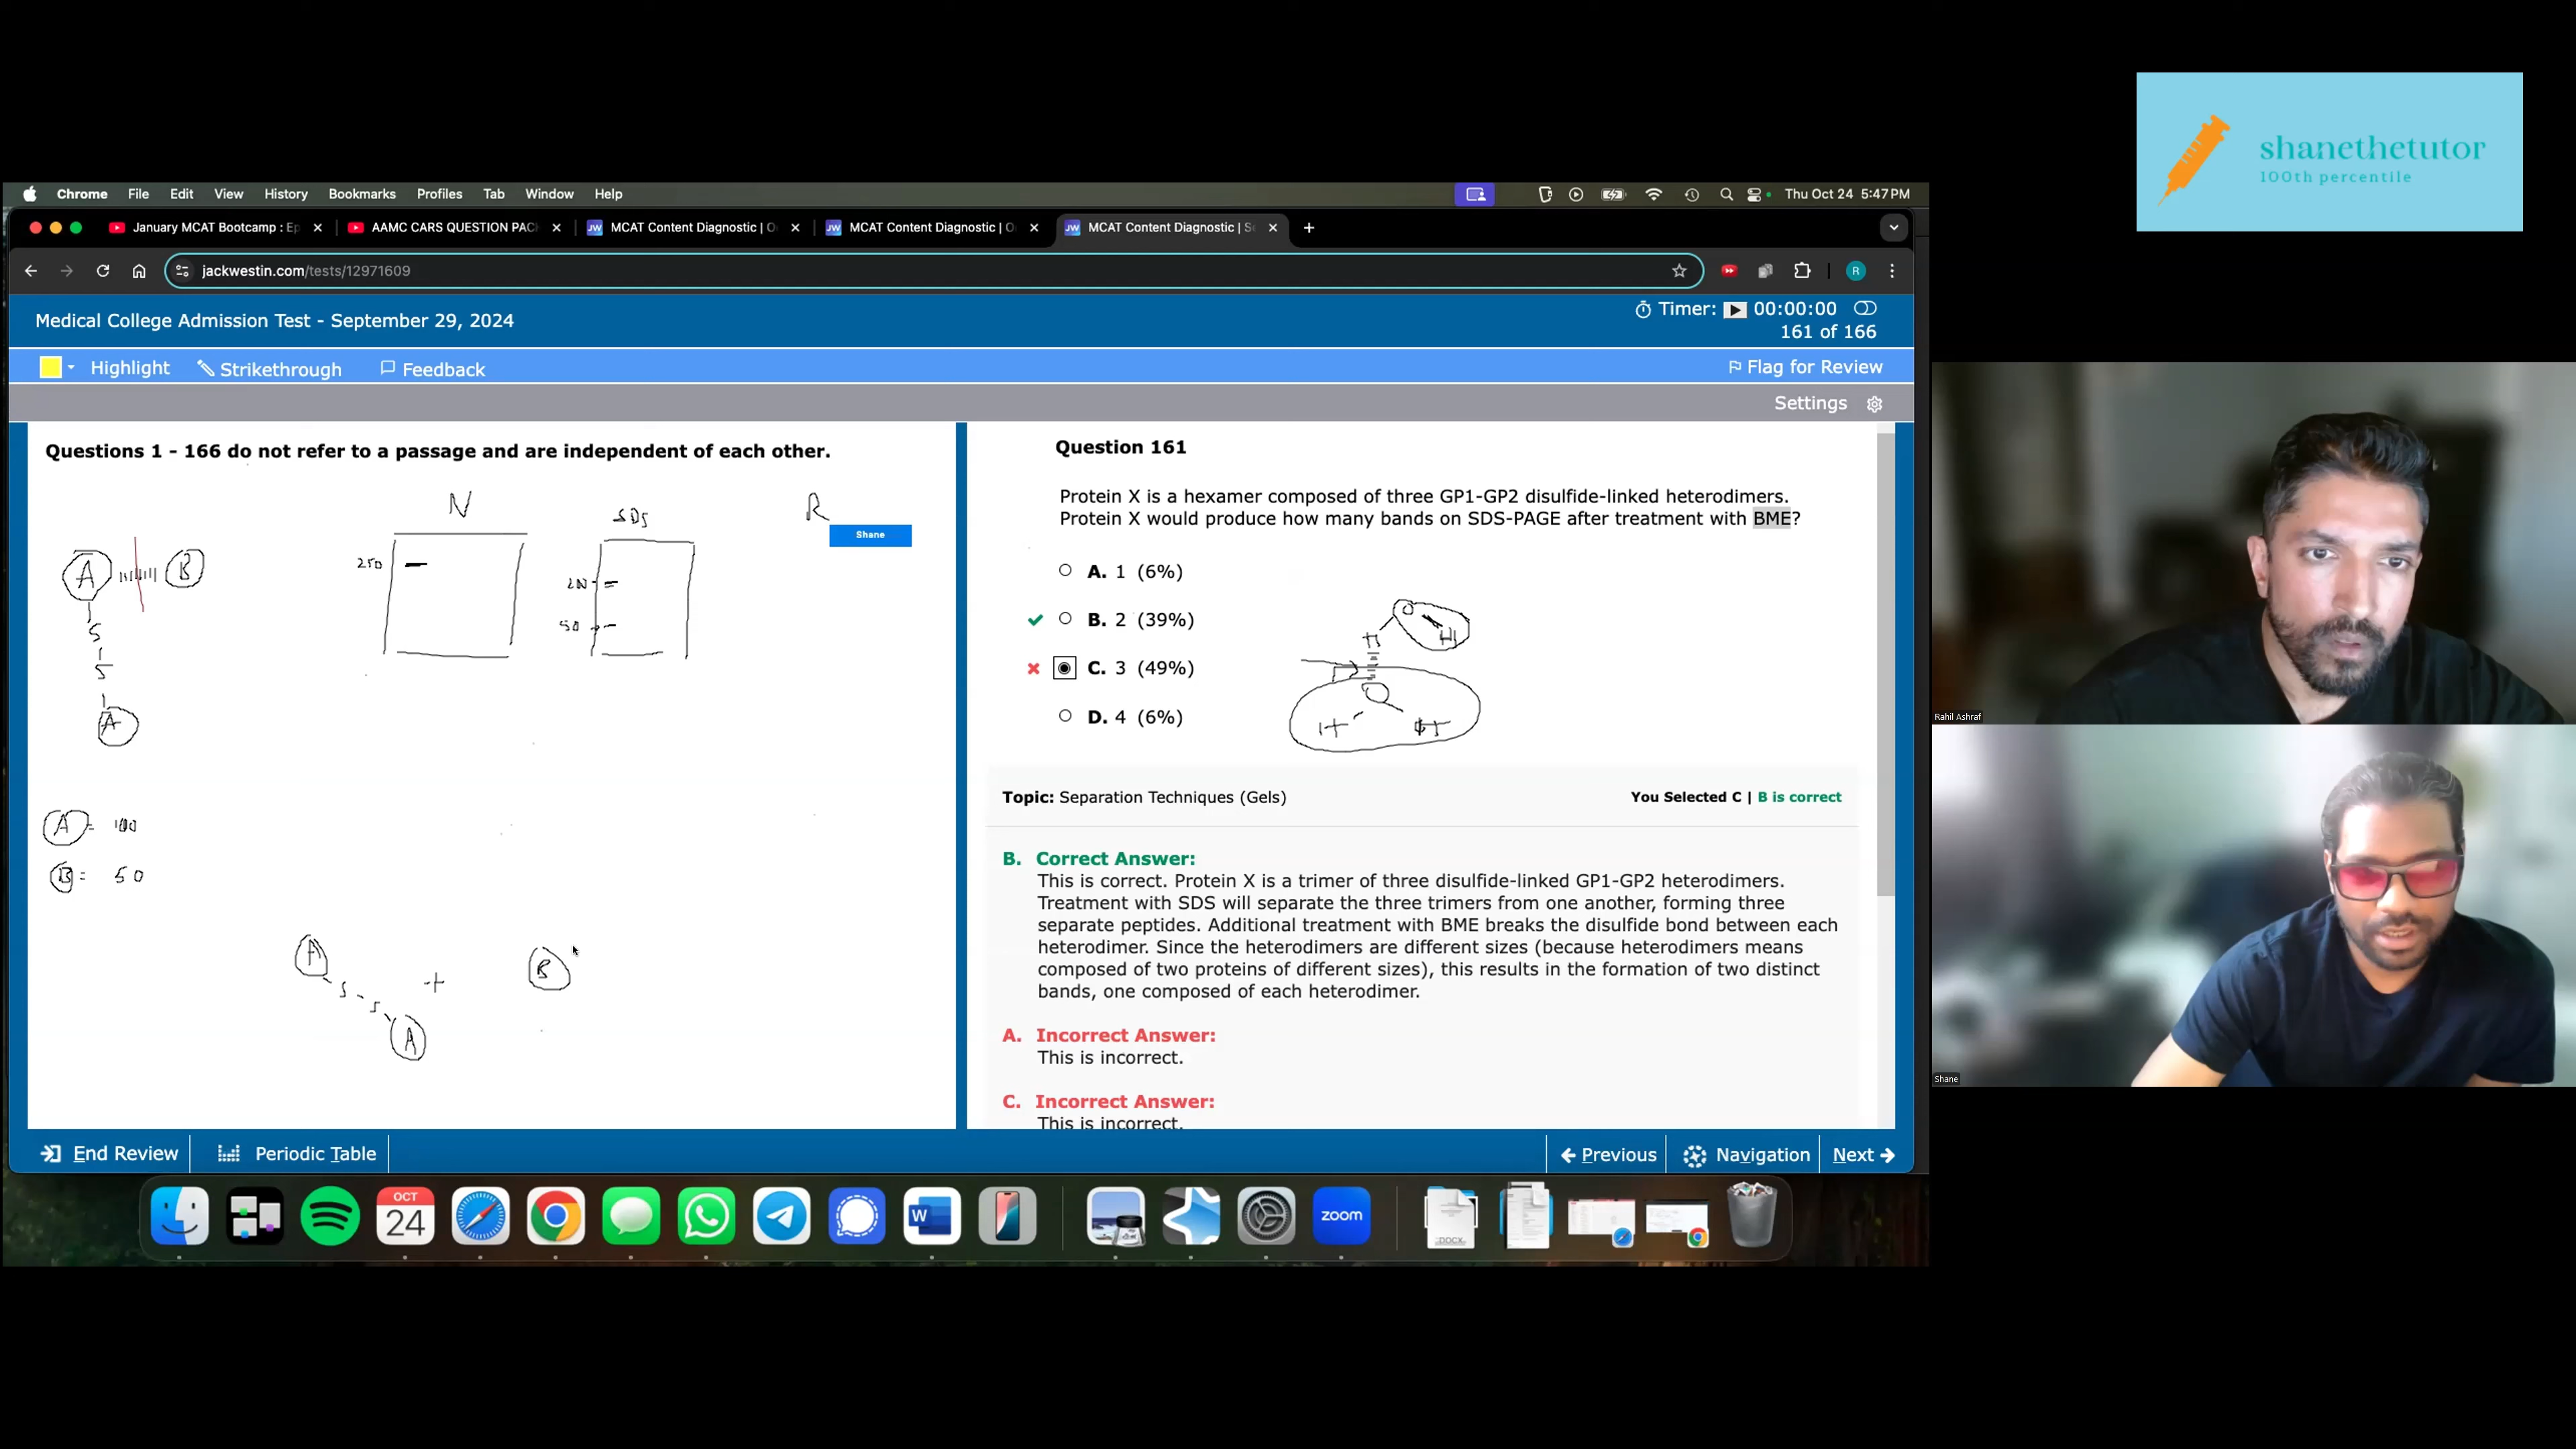 shanethetutor
100th percentile
Chrome File Edit View History Bookmarks Profiles Tab Window Help
Thu Oct 24 5:47 PM
January MCAT Bootcamp : Ep
AAMC CARS QUESTION PAC
MCAT Content Diagnostic | O
MCAT Content Diagnostic | O
MCAT Content Diagnostic | S
jackwestin.com/tests/12971609
R
Medical College Admission Test - September 29, 2024
Timer: 00:00:00
161 of 166
Highlight Strikethrough Feedback
Flag for Review
Settings
Questions 1 - 166 do not refer to a passage and are independent of each other.
N
SDS
R
Shane
A
B
250
200
50
S
S
A
A = 100
B = 50
A
S
S
A
+
B
Question 161
Protein X is a hexamer composed of three GP1-GP2 disulfide-linked heterodimers.
Protein X would produce how many bands on SDS-PAGE after treatment with BME?
A. 1 (6%)
B. 2 (39%)
C. 3 (49%)
D. 4 (6%)
H
O
H
O
H
H
Topic: Separation Techniques (Gels)
You Selected C | B is correct
B. Correct Answer:
This is correct. Protein X is a trimer of three disulfide-linked GP1-GP2 heterodimers.
Treatment with SDS will separate the three trimers from one another, forming three
separate peptides. Additional treatment with BME breaks the disulfide bond between each
heterodimer. Since the heterodimers are different sizes (because heterodimers means
composed of two proteins of different sizes), this results in the formation of two distinct
bands, one composed of each heterodimer.
A. Incorrect Answer:
This is incorrect.
C. Incorrect Answer:
This is incorrect.
End Review
Periodic Table
Previous
Navigation
Next
OCT
24
W
zoom
DOCX
Rahil Ashraf
Shane